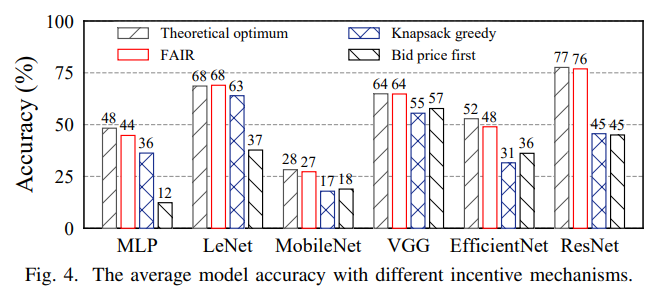 100
75
50
25
0
Accuracy (%)
Theoretical optimum
FAIR
Knapsack greedy
Bid price first
48 44 36 12
68 68 63 37
28 27 17 18
64 64 55 57
52 48 31 36
77 76 45 45
MLP LeNet MobileNet VGG EfficientNet ResNet
Fig. 4. The average model accuracy with different incentive mechanisms.